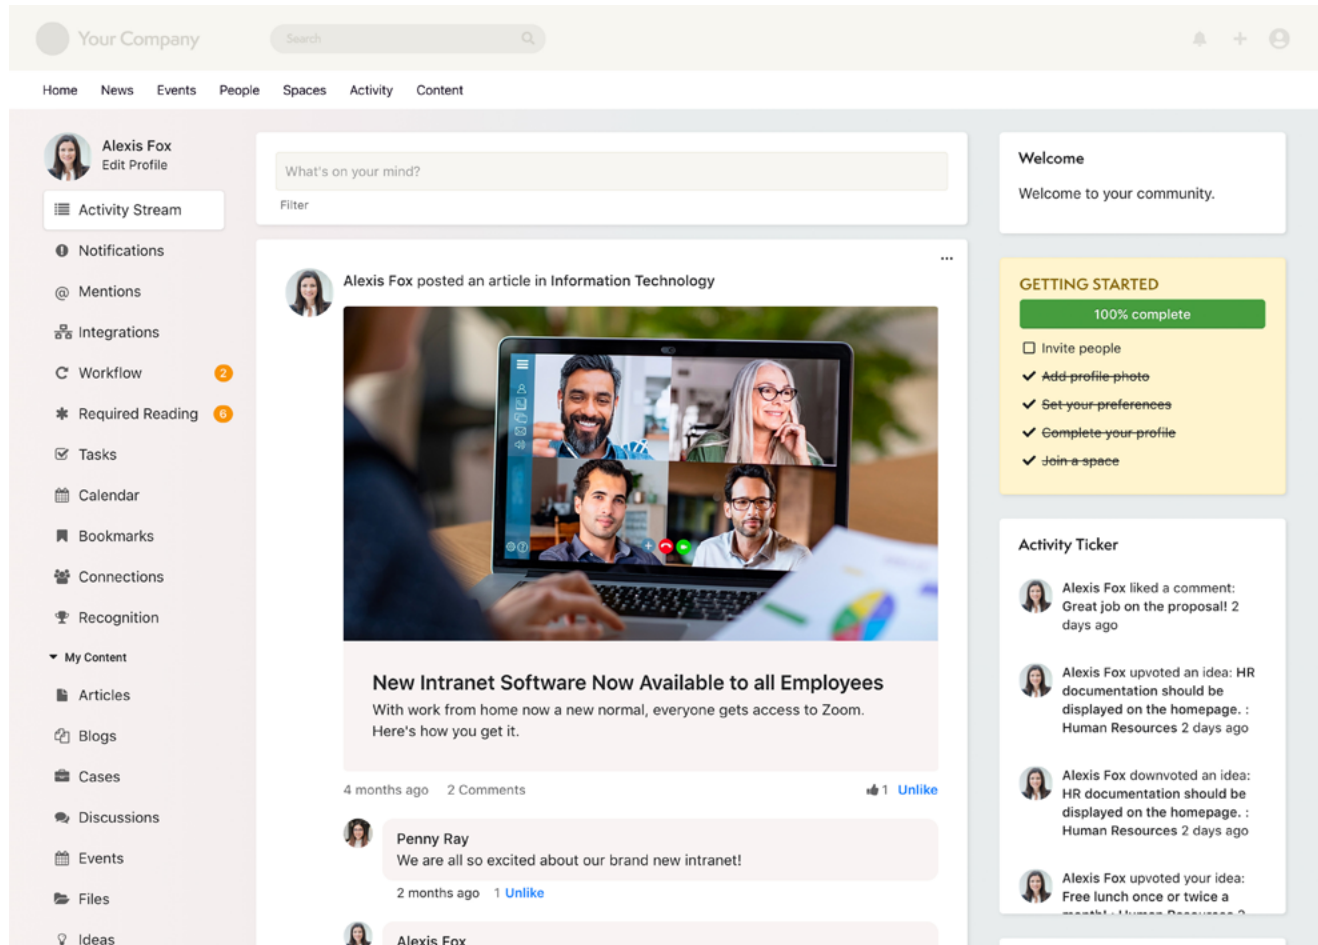 Your Company
Search
Home News Events People Spaces Activity Content
Alexis Fox
Edit Profile
Activity Stream
Notifications
@ Mentions
Integrations
Workflow 2
Required Reading 6
Tasks
Calendar
Bookmarks
Connections
Recognition
My Content
Articles
Blogs
Cases
Discussions
Events
Files
Ideas
What's on your mind?
Filter
Alexis Fox posted an article in Information Technology
New Intranet Software Now Available to all Employees
With work from home now a new normal, everyone gets access to Zoom.
Here's how you get it.
4 months ago 2 Comments 1 Unlike
Penny Ray
We are all so excited about our brand new intranet!
2 months ago 1 Unlike
Alexis Fox
Welcome
Welcome to your community.
GETTING STARTED
100% complete
Invite people
Add profile photo
Set your preferences
Complete your profile
Join a space
Activity Ticker
Alexis Fox liked a comment:
Great job on the proposal! 2
days ago
Alexis Fox upvoted an idea: HR
documentation should be
displayed on the homepage. :
Human Resources 2 days ago
Alexis Fox downvoted an idea:
HR documentation should be
displayed on the homepage. :
Human Resources 2 days ago
Alexis Fox upvoted your idea:
Free lunch once or twice a
month! : Human Resources 2